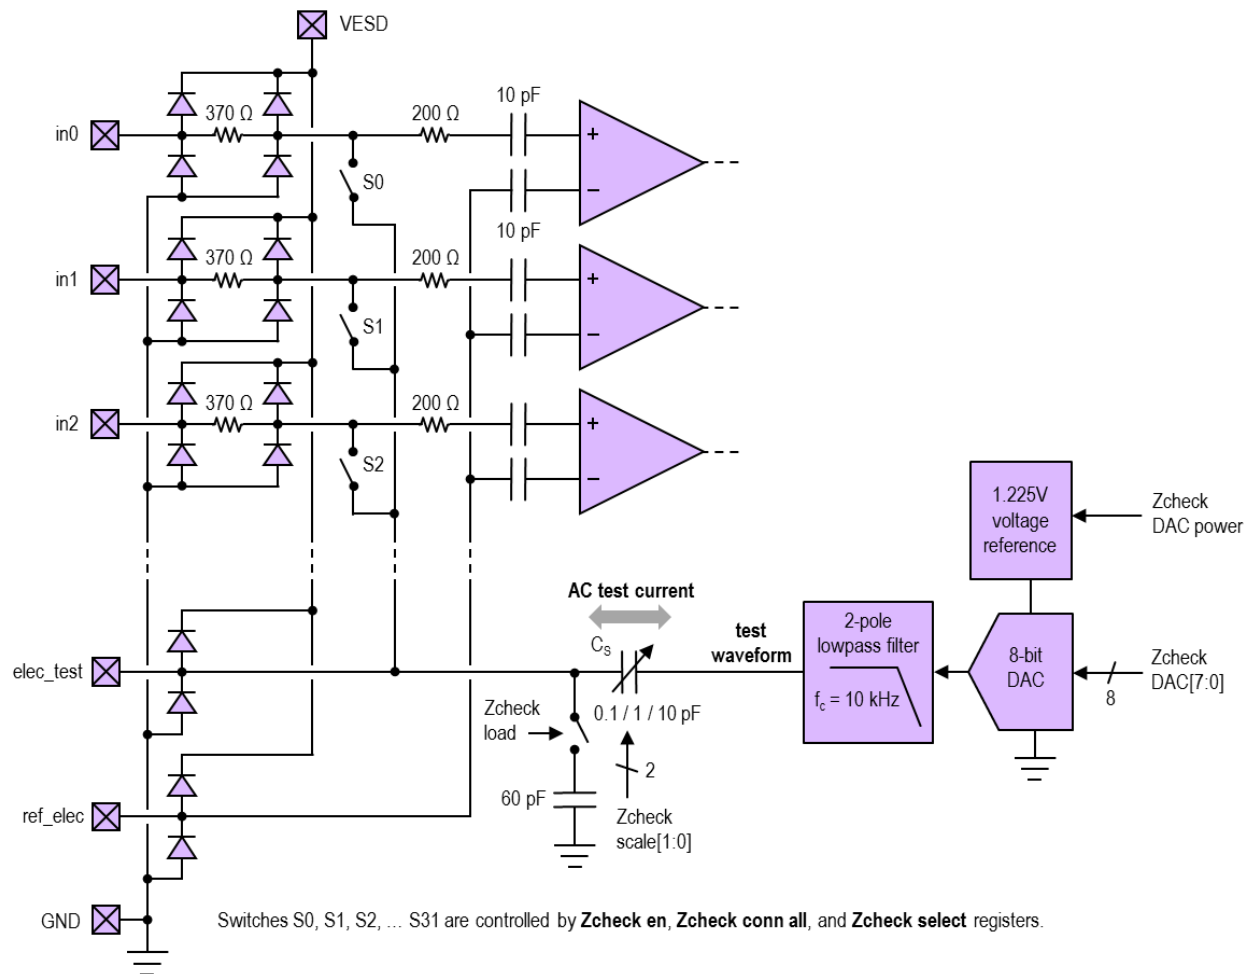 VESD
10 pF
370 Ω
200 Ω
in0
+
S0
−
10 pF
370 Ω
200 Ω
in1
+
S1
−
370 Ω
200 Ω
in2
+
S2
−
1.225V
voltage
reference
Zcheck
DAC power
AC test current
CS
test
waveform
2-pole
lowpass filter
fc = 10 kHz
8-bit
DAC
Zcheck
DAC[7:0]
8
elec_test
0.1 / 1 / 10 pF
Zcheck
load
2
60 pF
Zcheck
scale[1:0]
ref_elec
GND
Switches S0, S1, S2, ... S31 are controlled by Zcheck en, Zcheck conn all, and Zcheck select registers.